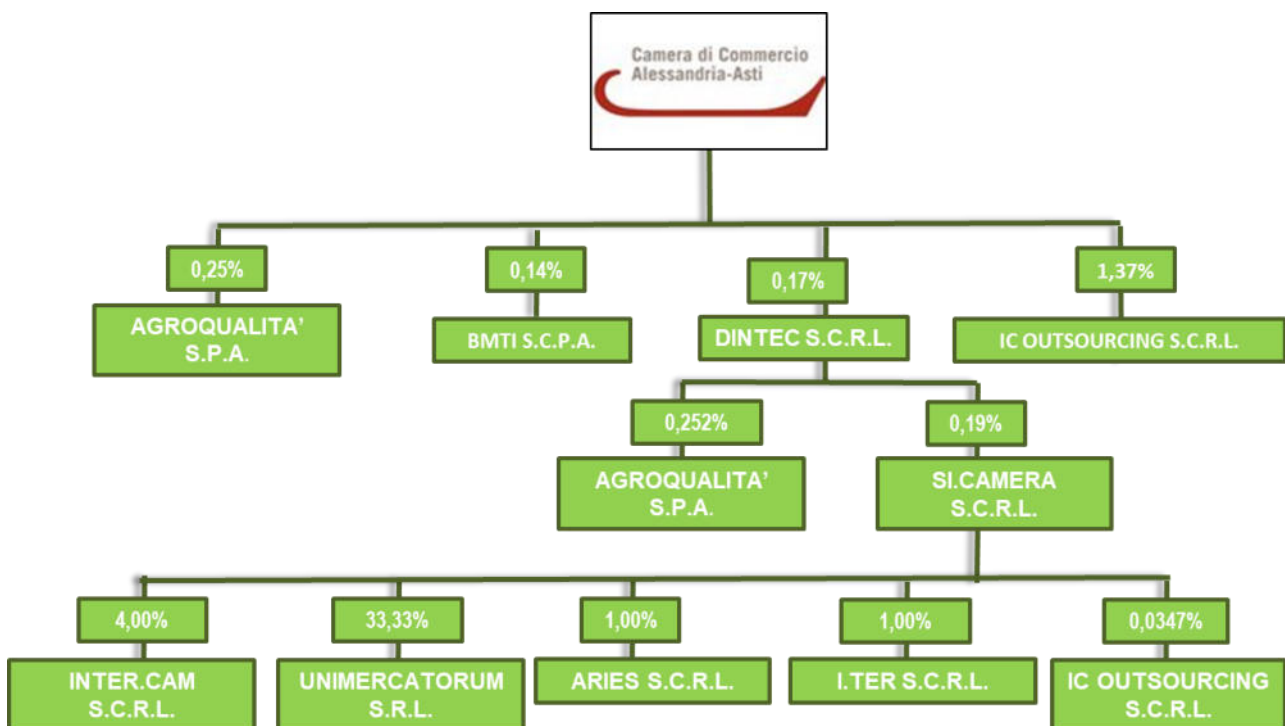 Camera di Commercio
Alessandria-Asti
0,25%
0,14%
0,17%
1,37%
AGROQUALITA’
S.P.A.
BMTI S.C.P.A.
DINTEC S.C.R.L.
IC OUTSOURCING S.C.R.L.
0,252%
0,19%
AGROQUALITA’
S.P.A.
SI.CAMERA
S.C.R.L.
4,00%
33,33%
1,00%
1,00%
0,0347%
INTER.CAM
S.C.R.L.
UNIMERCATORUM
S.R.L.
ARIES S.C.R.L.
I.TER S.C.R.L.
IC OUTSOURCING
S.C.R.L.